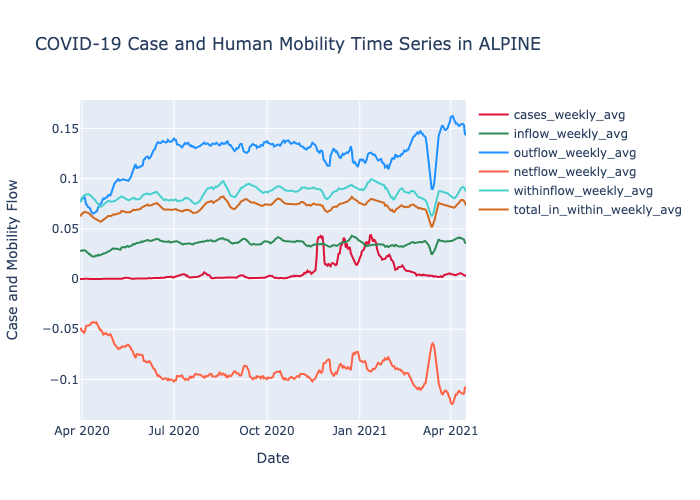 COVID-19 Case and Human Mobility Time Series in ALPINE
cases_weekly_avg
inflow_weekly_avg
outflow_weekly_avg
netflow_weekly_avg
withinflow_weekly_avg
total_in_within_weekly_avg
Case and Mobility Flow
0.15
0.1
0.05
0
−0.05
−0.1
Apr 2020 Jul 2020 Oct 2020 Jan 2021 Apr 2021
Date